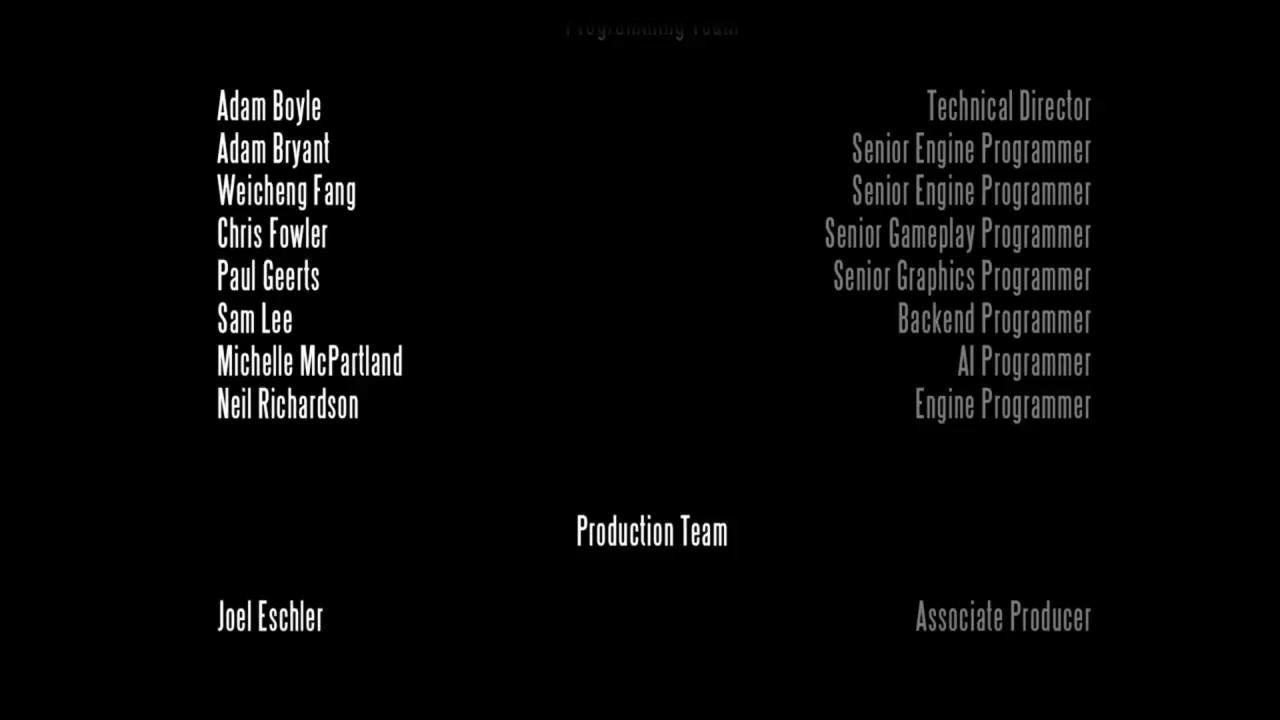 Programming Team
Adam Boyle Technical Director
Adam Bryant Senior Engine Programmer
Weicheng Fang Senior Engine Programmer
Chris Fowler Senior Gameplay Programmer
Paul Geerts Senior Graphics Programmer
Sam Lee Backend Programmer
Michelle McPartland AI Programmer
Neil Richardson Engine Programmer
Production Team
Joel Eschler Associate Producer